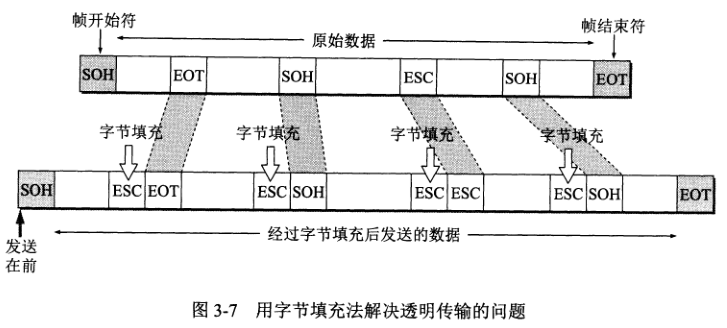 帧开始符
原始数据
帧结束符
SOH EOT SOH ESC SOH EOT
字节填充 字节填充 字节填充 字节填充
SOH ESC EOT ESC SOH ESC ESC ESC SOH EOT
发送
在前
经过字节填充后发送的数据
图 3-7 用字节填充法解决透明传输的问题